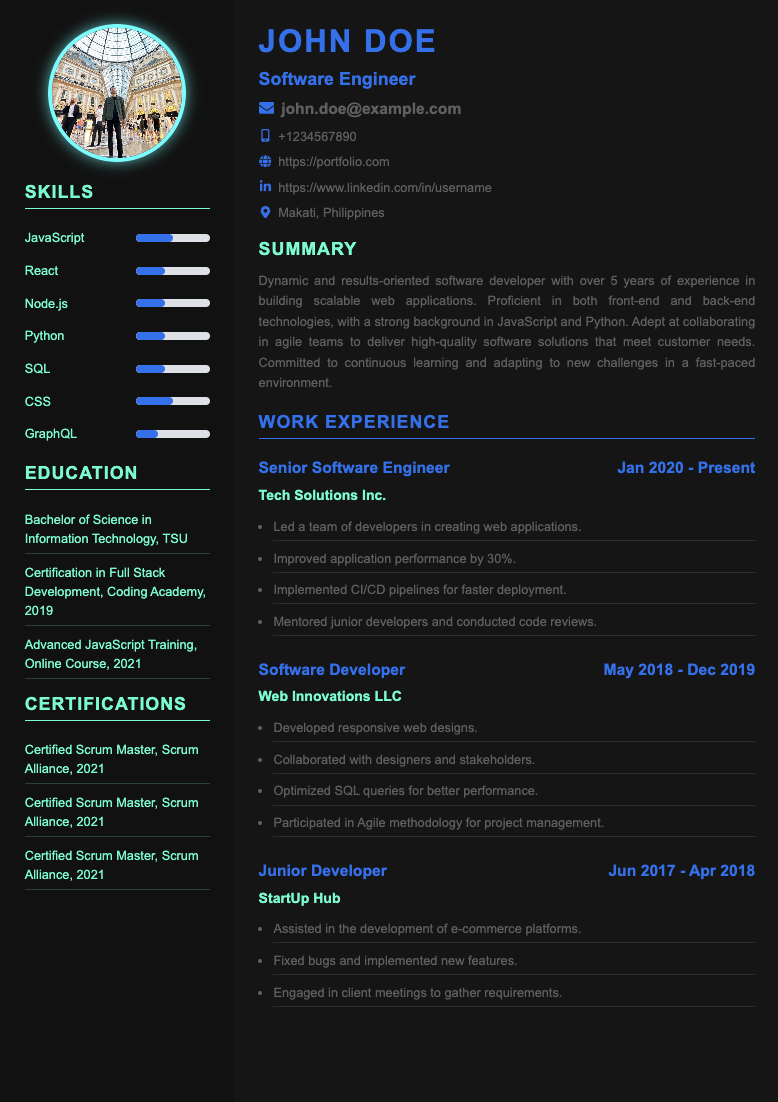 SKILLS
JavaScript
React
Node.js
Python
SQL
CSS
GraphQL
EDUCATION
Bachelor of Science in
Information Technology, TSU
Certification in Full Stack
Development, Coding Academy,
2019
Advanced JavaScript Training,
Online Course, 2021
CERTIFICATIONS
Certified Scrum Master, Scrum
Alliance, 2021
Certified Scrum Master, Scrum
Alliance, 2021
Certified Scrum Master, Scrum
Alliance, 2021
JOHN DOE
Software Engineer
john.doe@example.com
+1234567890
https://portfolio.com
https://www.linkedin.com/in/username
Makati, Philippines
SUMMARY
Dynamic and results-oriented software developer with over 5 years of experience in
building scalable web applications. Proficient in both front-end and back-end
technologies, with a strong background in JavaScript and Python. Adept at collaborating
in agile teams to deliver high-quality software solutions that meet customer needs.
Committed to continuous learning and adapting to new challenges in a fast-paced
environment.
WORK EXPERIENCE
Senior Software Engineer Jan 2020 - Present
Tech Solutions Inc.
• Led a team of developers in creating web applications.
• Improved application performance by 30%.
• Implemented CI/CD pipelines for faster deployment.
• Mentored junior developers and conducted code reviews.
Software Developer May 2018 - Dec 2019
Web Innovations LLC
• Developed responsive web designs.
• Collaborated with designers and stakeholders.
• Optimized SQL queries for better performance.
• Participated in Agile methodology for project management.
Junior Developer Jun 2017 - Apr 2018
StartUp Hub
• Assisted in the development of e-commerce platforms.
• Fixed bugs and implemented new features.
• Engaged in client meetings to gather requirements.